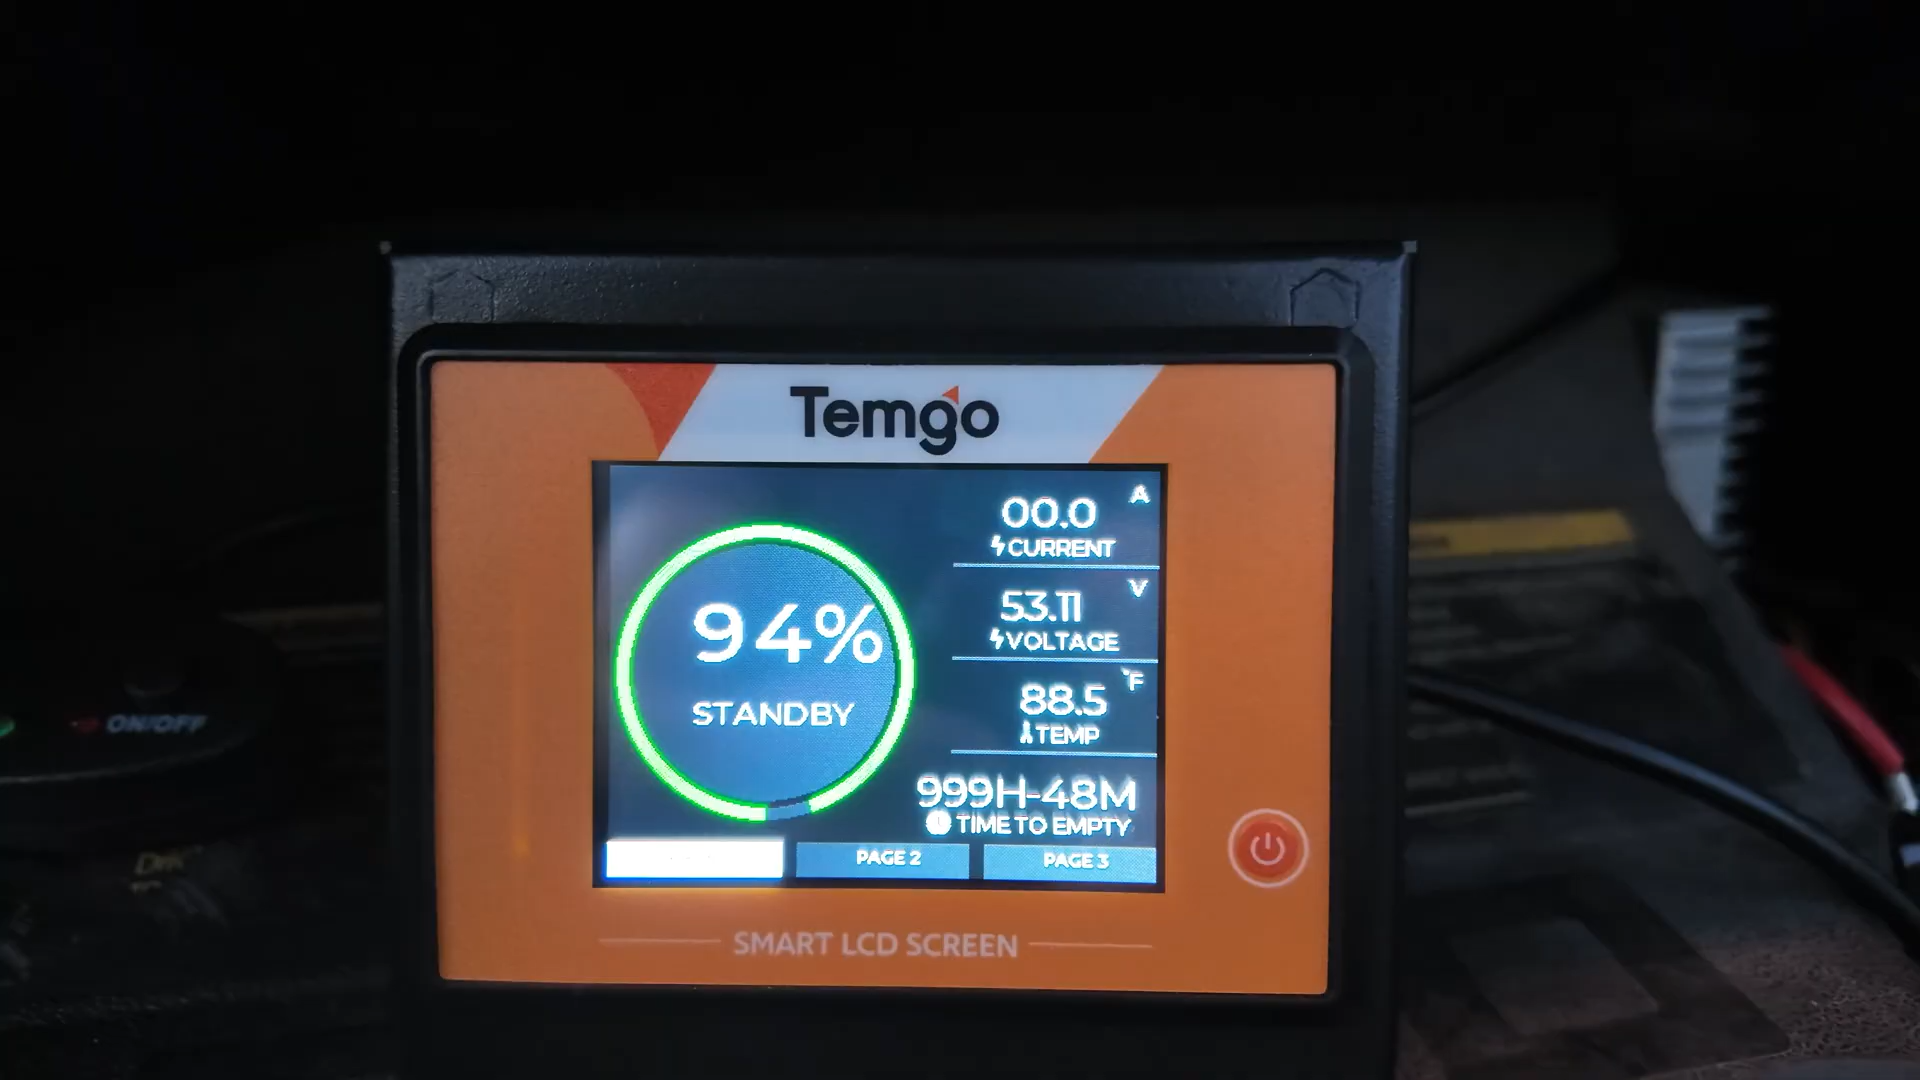 Temgo
94%
STANDBY
00.0 A
CURRENT
53.11 V
VOLTAGE
88.5 °F
TEMP
999H-48M
TIME TO EMPTY
PAGE 2
PAGE 3
SMART LCD SCREEN
ON/OFF